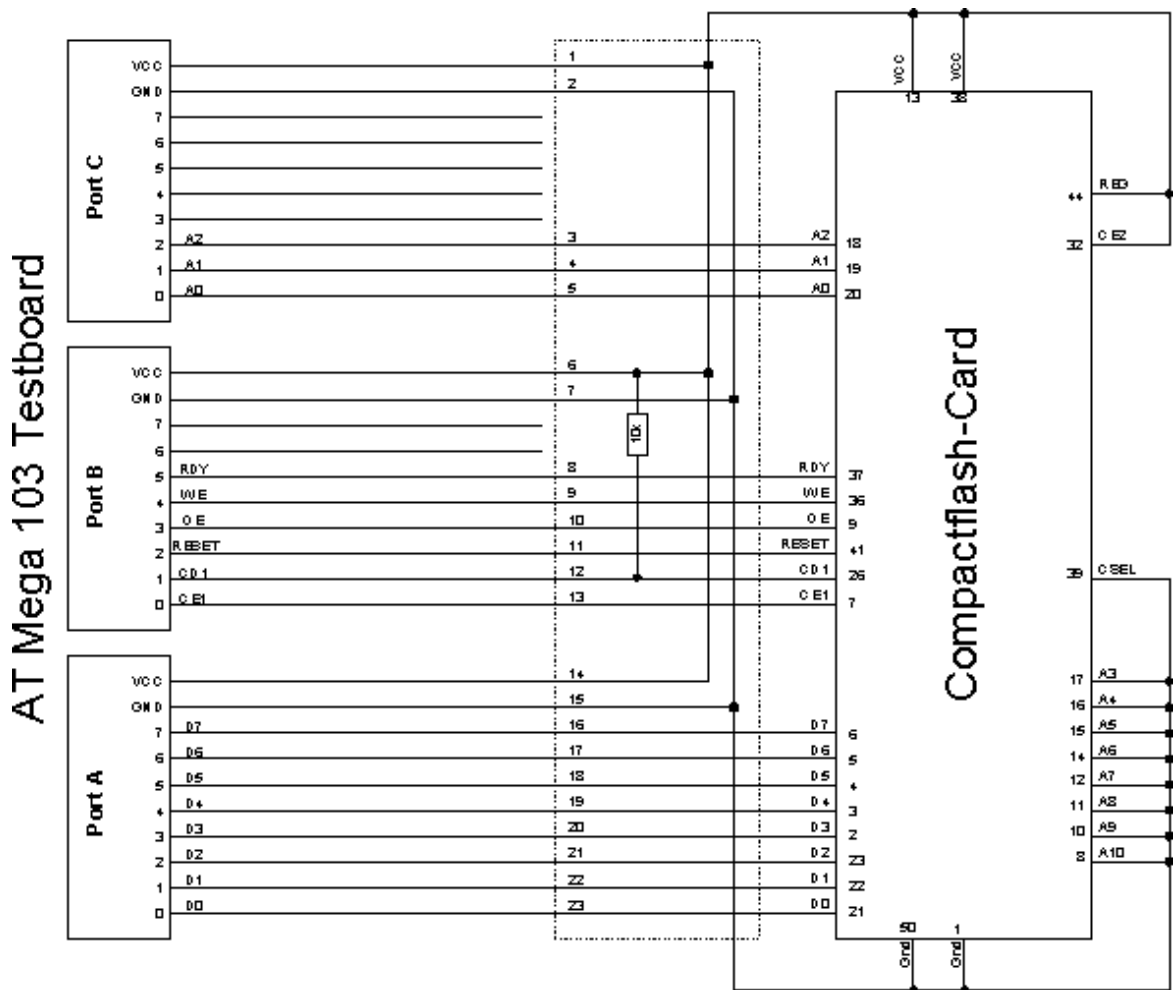 AT Mega 103 Testboard
Port C
VCC 1
GND 2
7
6
5
4
3
2 A2 3 A2 18
1 A1 4 A1 19
0 A0 5 A0 20
Port B
VCC 6
GND 7
7
6
5 RDY 8 RDY 37
4 WE 9 WE 36
3 OE 10 OE 9
2 RESET 11 RESET 41
1 CD1 12 CD1 26
0 CE1 13 CE1 7
10k
Port A
VCC 14
GND 15
7 D7 16 D7 6
6 D6 17 D6 5
5 D5 18 D5 4
4 D4 19 D4 3
3 D3 20 D3 2
2 D2 21 D2 23
1 D1 22 D1 22
0 D0 23 D0 21
Compactflash-Card
VCC VCC
13 38
44 REG
32 CE2
39 CSEL
17 A3
16 A4
15 A5
14 A6
12 A7
11 A8
10 A9
8 A10
50 1
Gnd Gnd